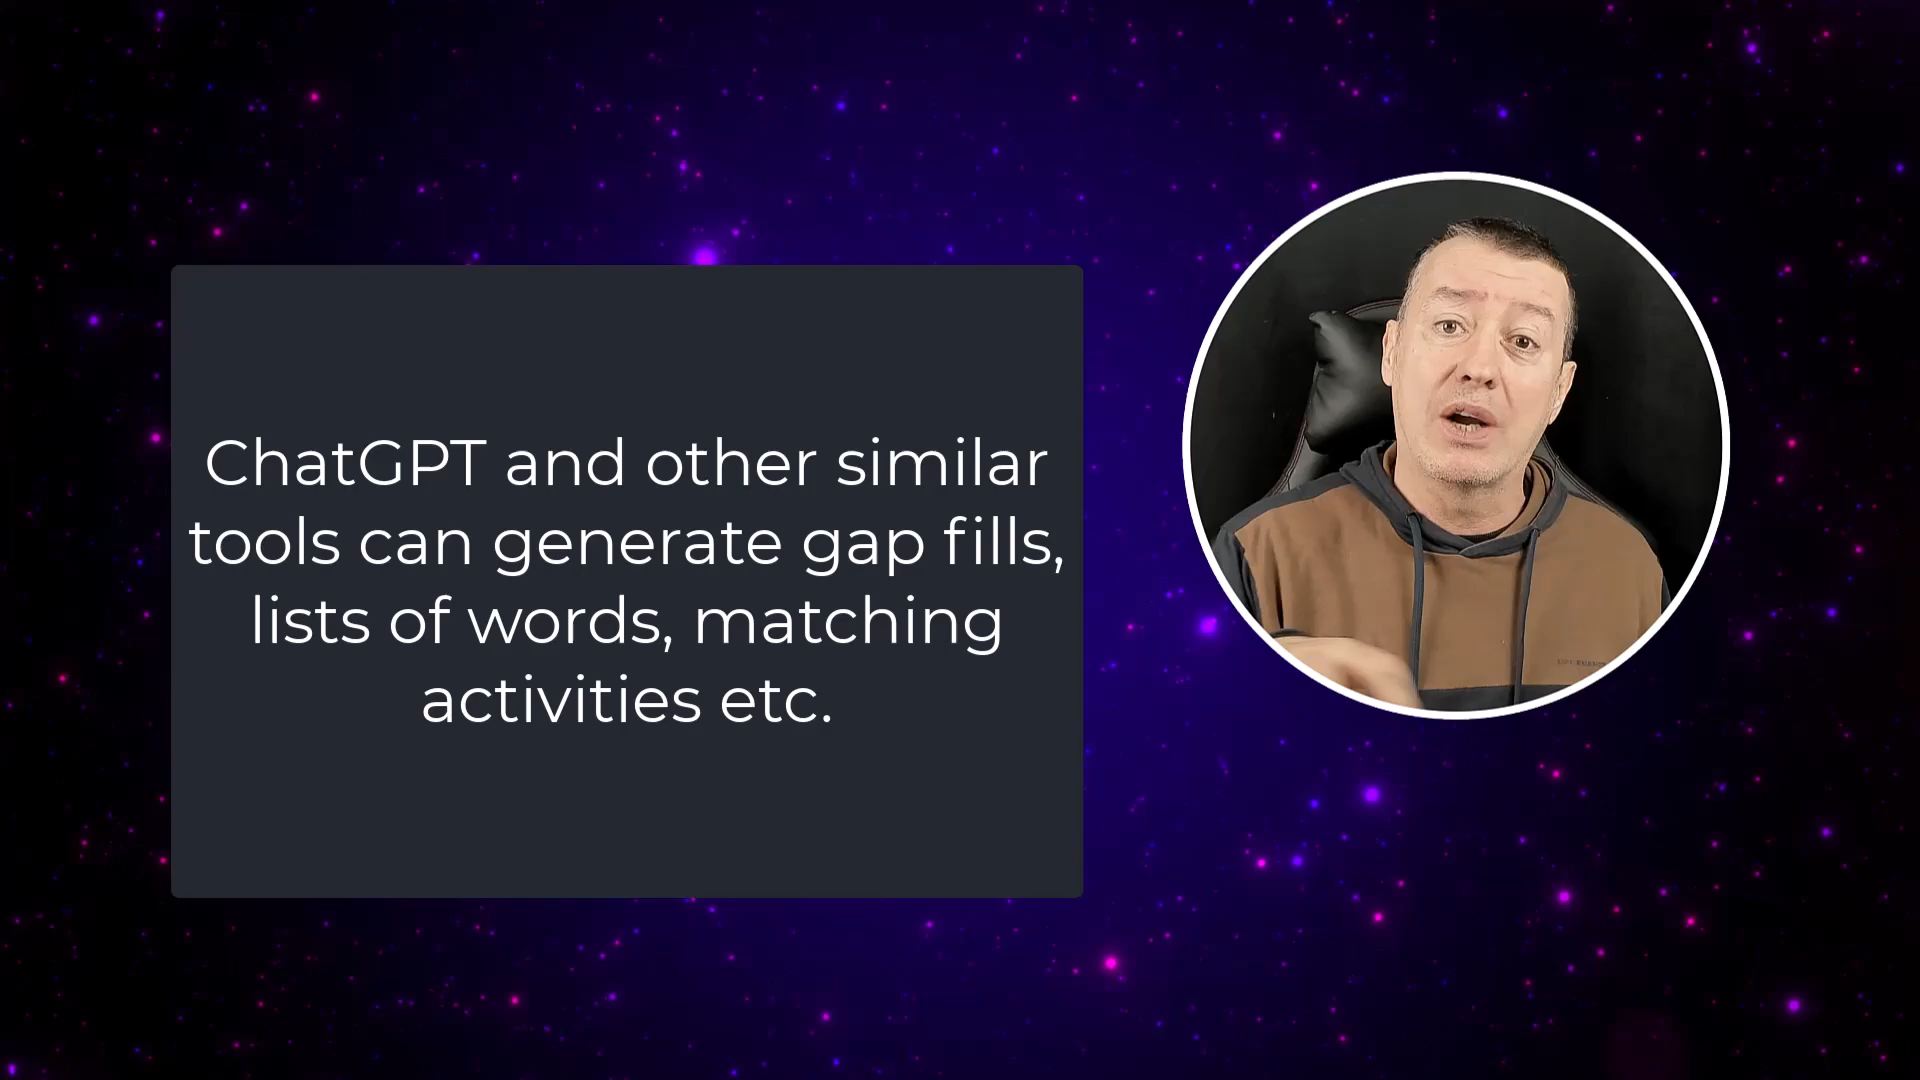 ChatGPT and other similar
tools can generate gap fills,
lists of words, matching
activities etc.